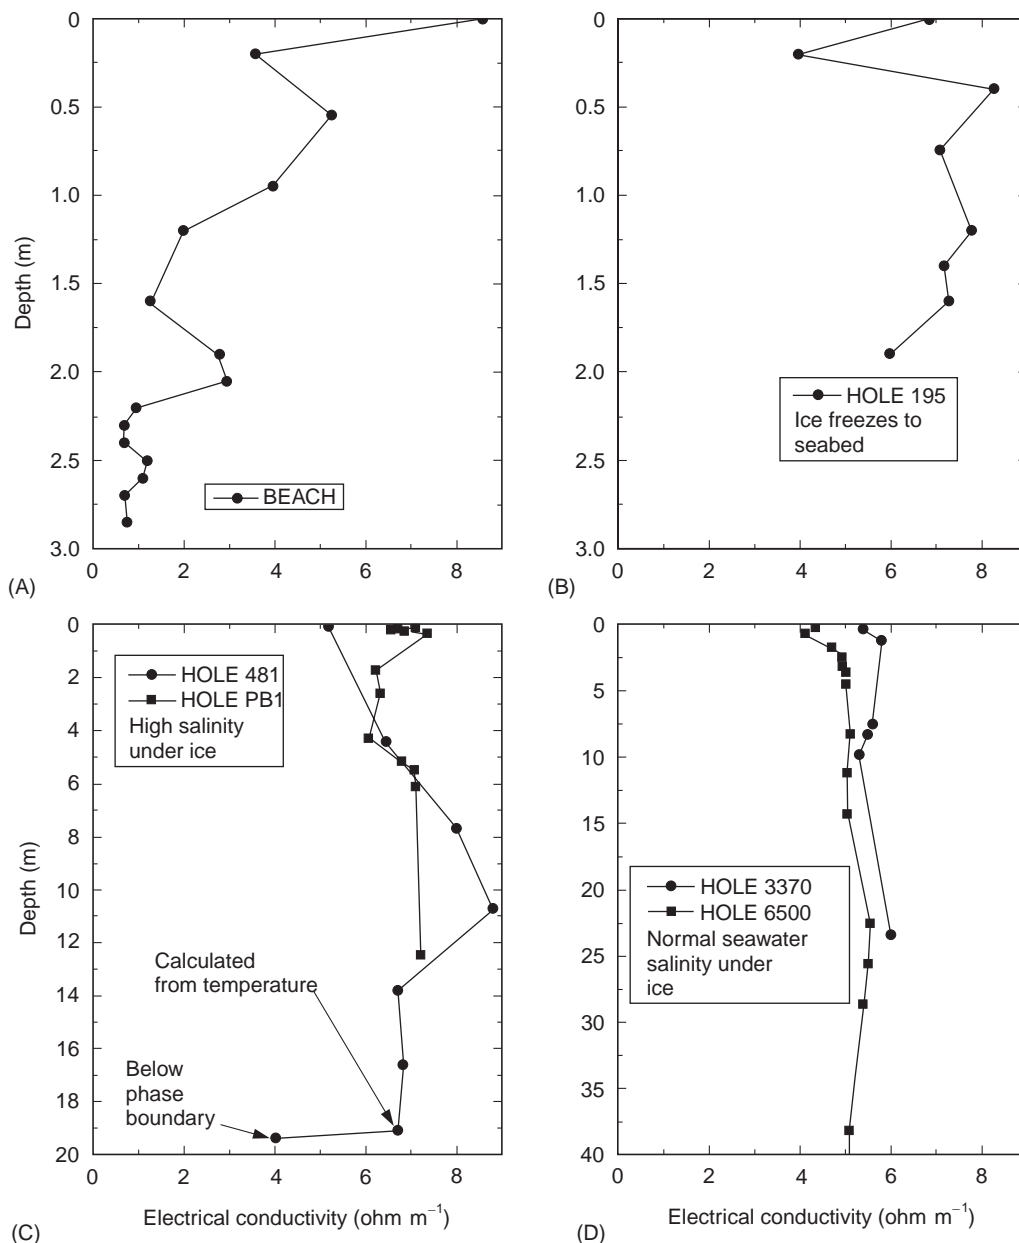 0
0.5
1.0
1.5
2.0
2.5
3.0
Depth (m)
BEACH
0 2 4 6 8
(A)
0
0.5
1.0
1.5
2.0
2.5
3.0
HOLE 195
Ice freezes to
seabed
0 2 4 6 8
(B)
0
2
4
6
8
10
12
14
16
18
20
Depth (m)
HOLE 481
HOLE PB1
High salinity
under ice
Calculated
from temperature
Below
phase
boundary
0 2 4 6 8
Electrical conductivity (ohm m⁻¹)
(C)
0
5
10
15
20
25
30
35
40
HOLE 3370
HOLE 6500
Normal seawater
salinity under
ice
0 2 4 6 8
Electrical conductivity (ohm m⁻¹)
(D)